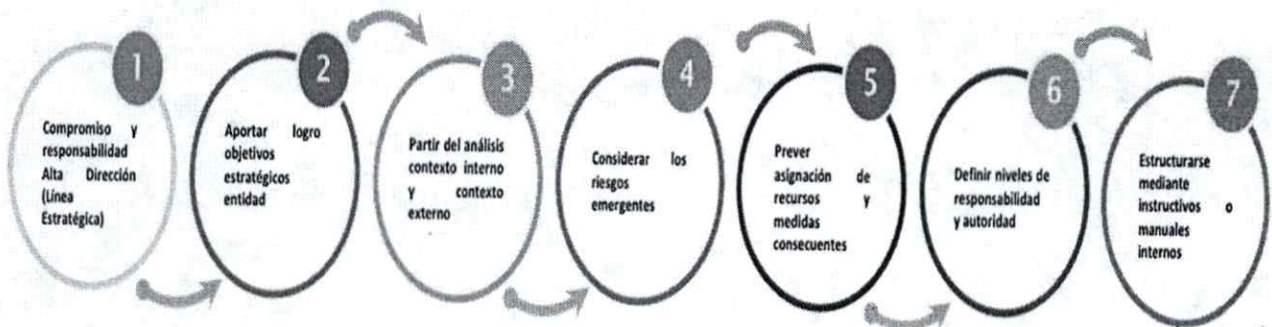 1
Compromiso y
responsabilidad
Alta Dirección
(Línea
Estratégica)
2
Aportar logro
objetivos
estratégicos
entidad
3
Partir del análisis
contexto interno
y contexto
externo
4
Considerar los
riesgos
emergentes
5
Prever
asignación de
recursos y
medidas
consecuentes
6
Definir niveles de
responsabilidad
y autoridad
7
Estructurarse
mediante
instructivos o
manuales
internos